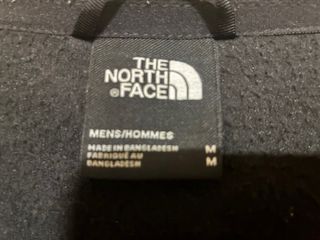 THE
NORTH
®FACE
MENS/HOMMES
MADE IN BANGLADESH M
FABRIQUÉ AU
BANGLADESH M